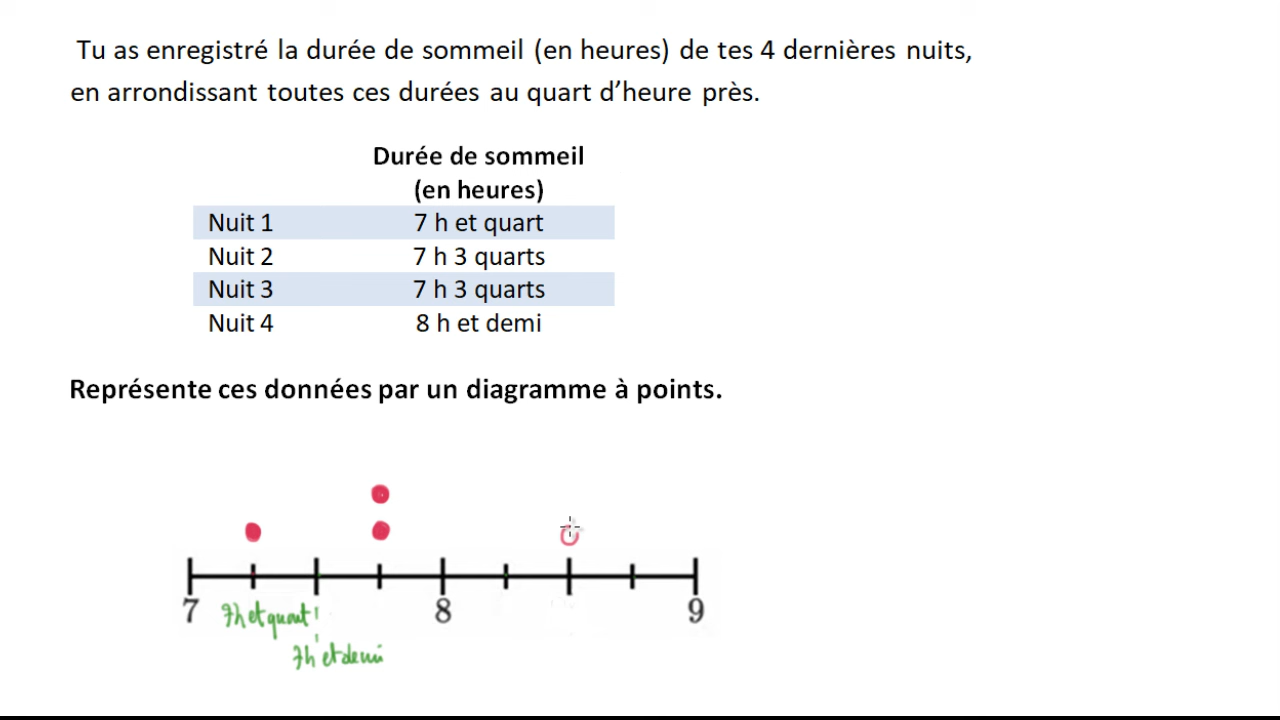 Tu as enregistré la durée de sommeil (en heures) de tes 4 dernières nuits,
en arrondissant toutes ces durées au quart d’heure près.
Durée de sommeil
(en heures)
Nuit 1 7 h et quart
Nuit 2 7 h 3 quarts
Nuit 3 7 h 3 quarts
Nuit 4 8 h et demi
Représente ces données par un diagramme à points.
7 7h et quart 8 9
7h et demi